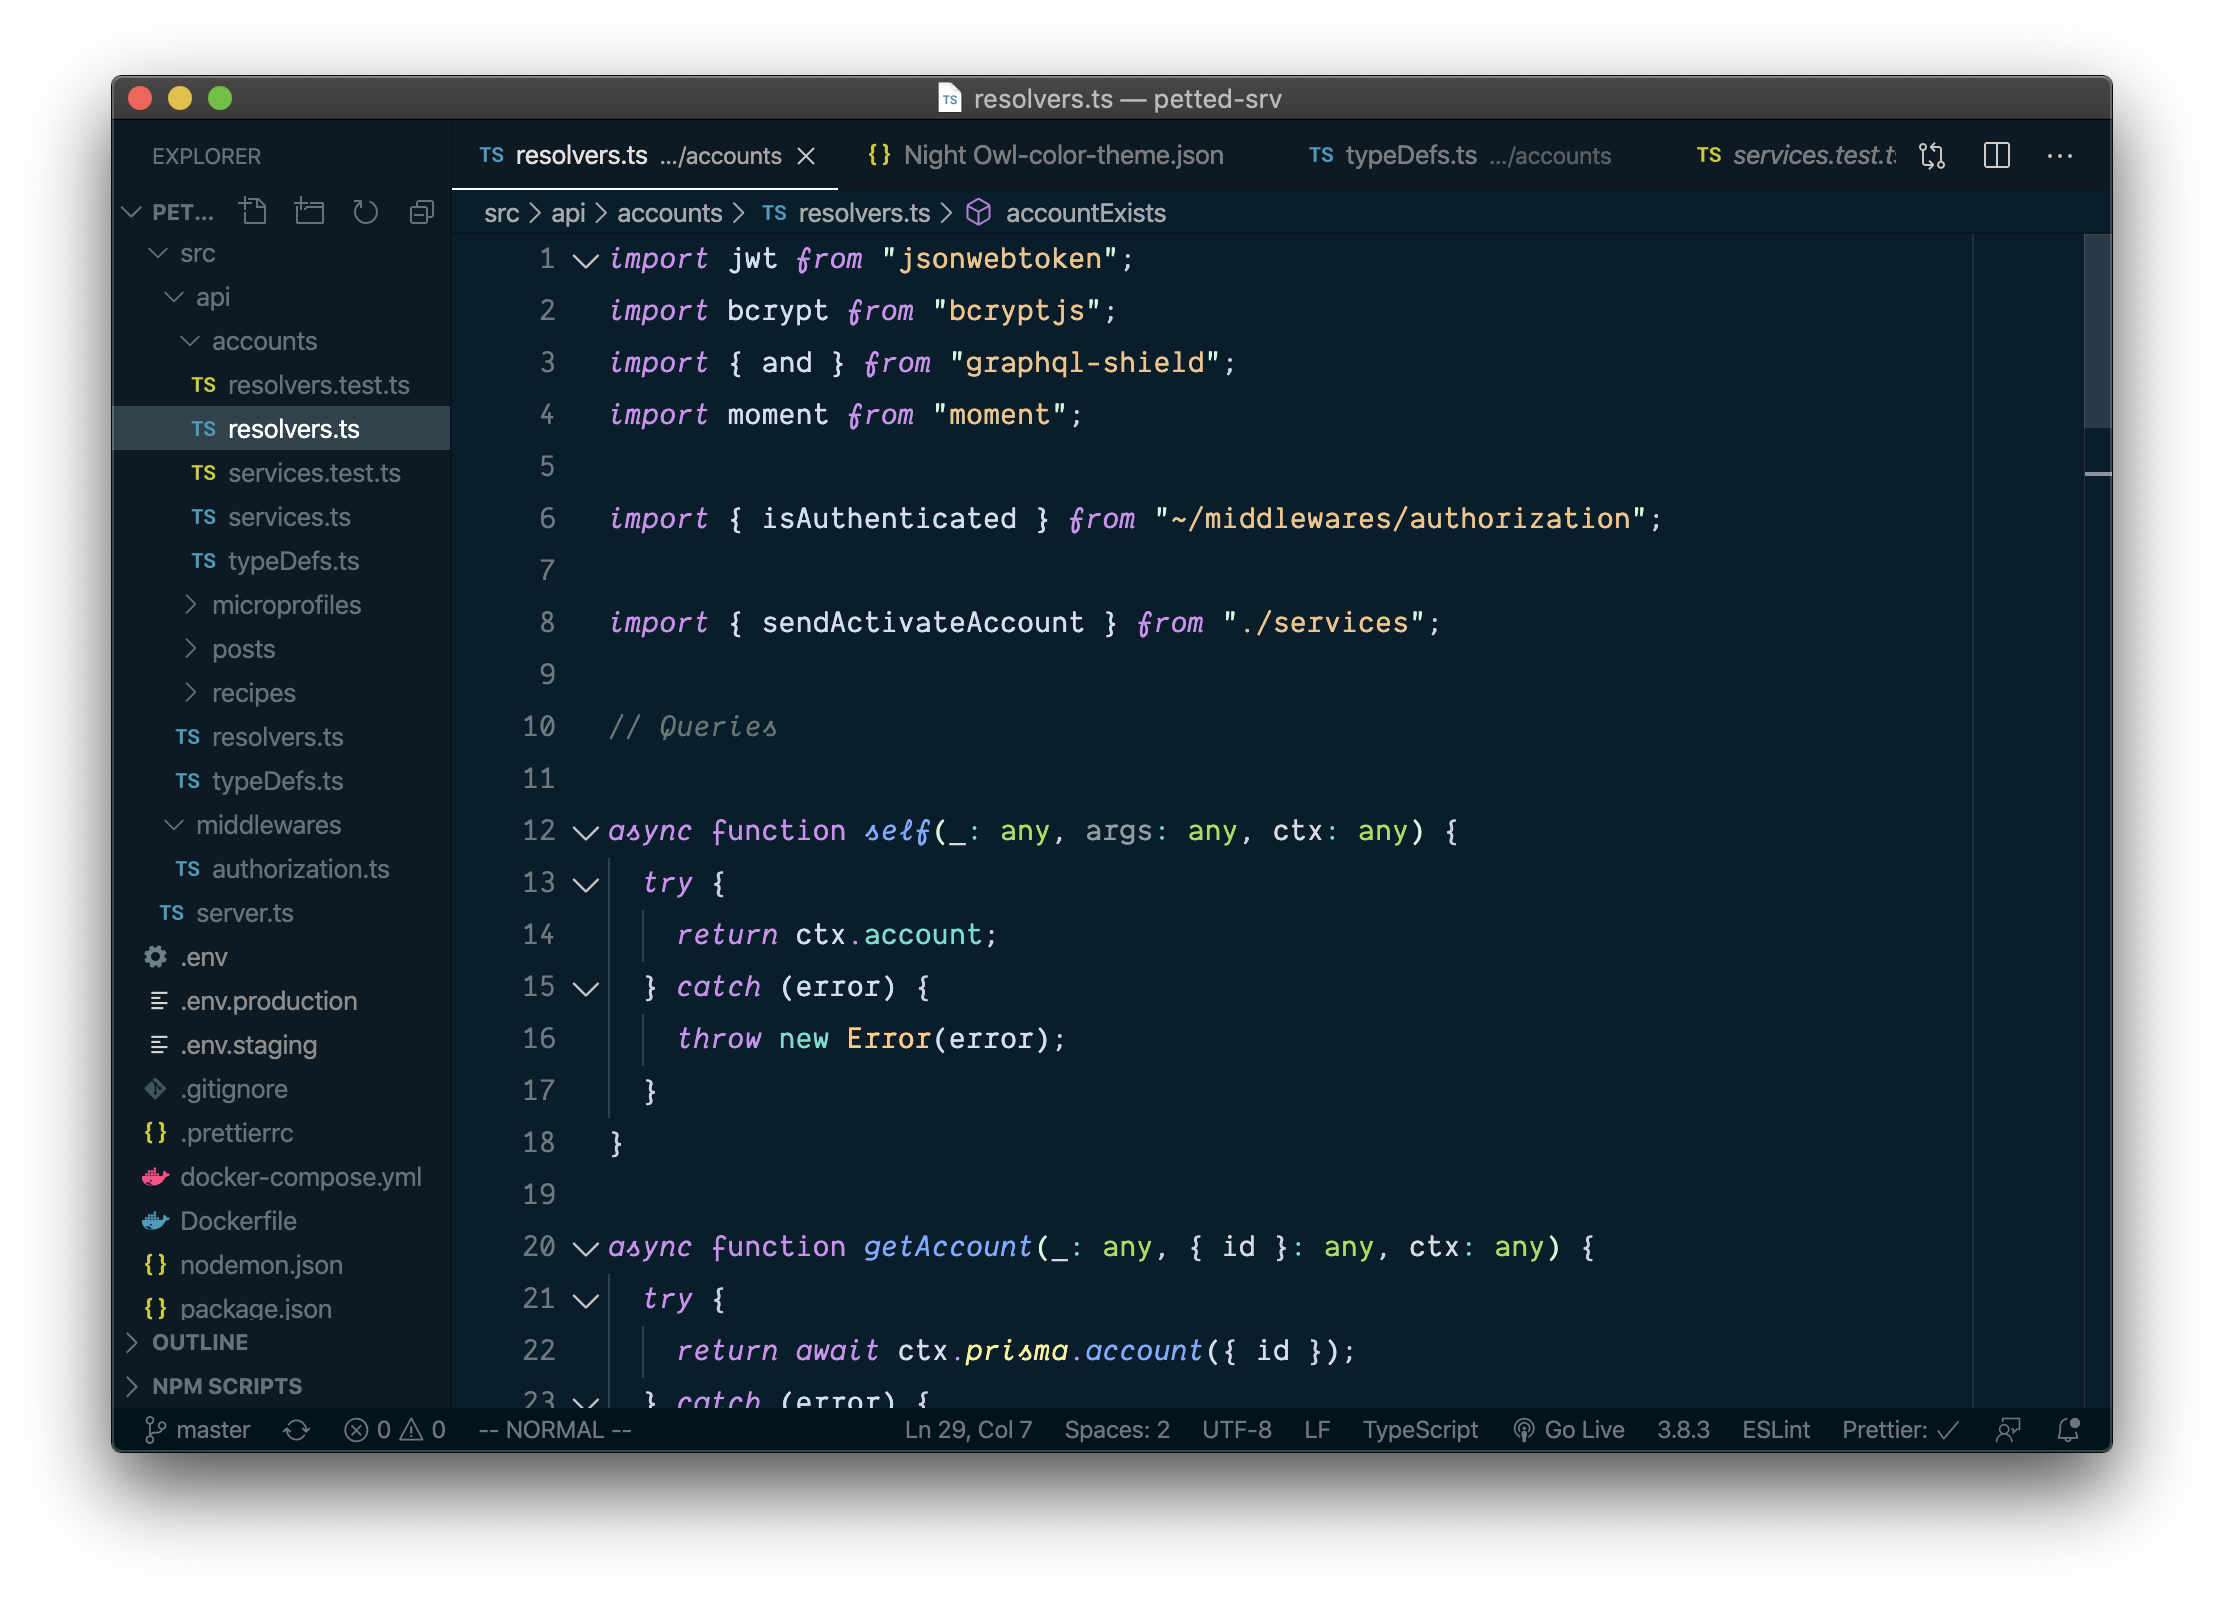 TS resolvers.ts — petted-srv
EXPLORER
PET...
src
api
accounts
TS resolvers.test.ts
TS resolvers.ts
TS services.test.ts
TS services.ts
TS typeDefs.ts
microprofiles
posts
recipes
TS resolvers.ts
TS typeDefs.ts
middlewares
TS authorization.ts
TS server.ts
.env
.env.production
.env.staging
.gitignore
{} .prettierrc
docker-compose.yml
Dockerfile
{} nodemon.json
{} package.json
OUTLINE
NPM SCRIPTS
TS resolvers.ts .../accounts {} Night Owl-color-theme.json TS typeDefs.ts .../accounts TS services.test.t
src > api > accounts > TS resolvers.ts > accountExists
1 import jwt from "jsonwebtoken";
2 import bcrypt from "bcryptjs";
3 import { and } from "graphql-shield";
4 import moment from "moment";
5
6 import { isAuthenticated } from "~/middlewares/authorization";
7
8 import { sendActivateAccount } from "./services";
9
10 // Queries
11
12 async function self(_: any, args: any, ctx: any) {
13 try {
14 return ctx.account;
15 } catch (error) {
16 throw new Error(error);
17 }
18 }
19
20 async function getAccount(_: any, { id }: any, ctx: any) {
21 try {
22 return await ctx.prisma.account({ id });
23 } catch (error) {
master 0 0 -- NORMAL -- Ln 29, Col 7 Spaces: 2 UTF-8 LF TypeScript Go Live 3.8.3 ESLint Prettier: ✓